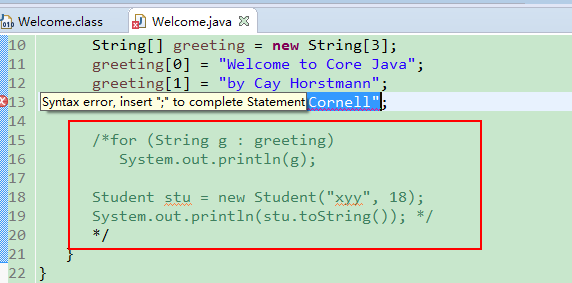 Welcome.class Welcome.java
10 String[] greeting = new String[3];
11 greeting[0] = "Welcome to Core Java";
12 greeting[1] = "by Cay Horstmann";
13 Syntax error, insert ";" to complete Statement Cornell";
14
15 /*for (String g : greeting)
16 System.out.println(g);
17
18 Student stu = new Student("xyy", 18);
19 System.out.println(stu.toString()); */
20 */
21 }
22 }